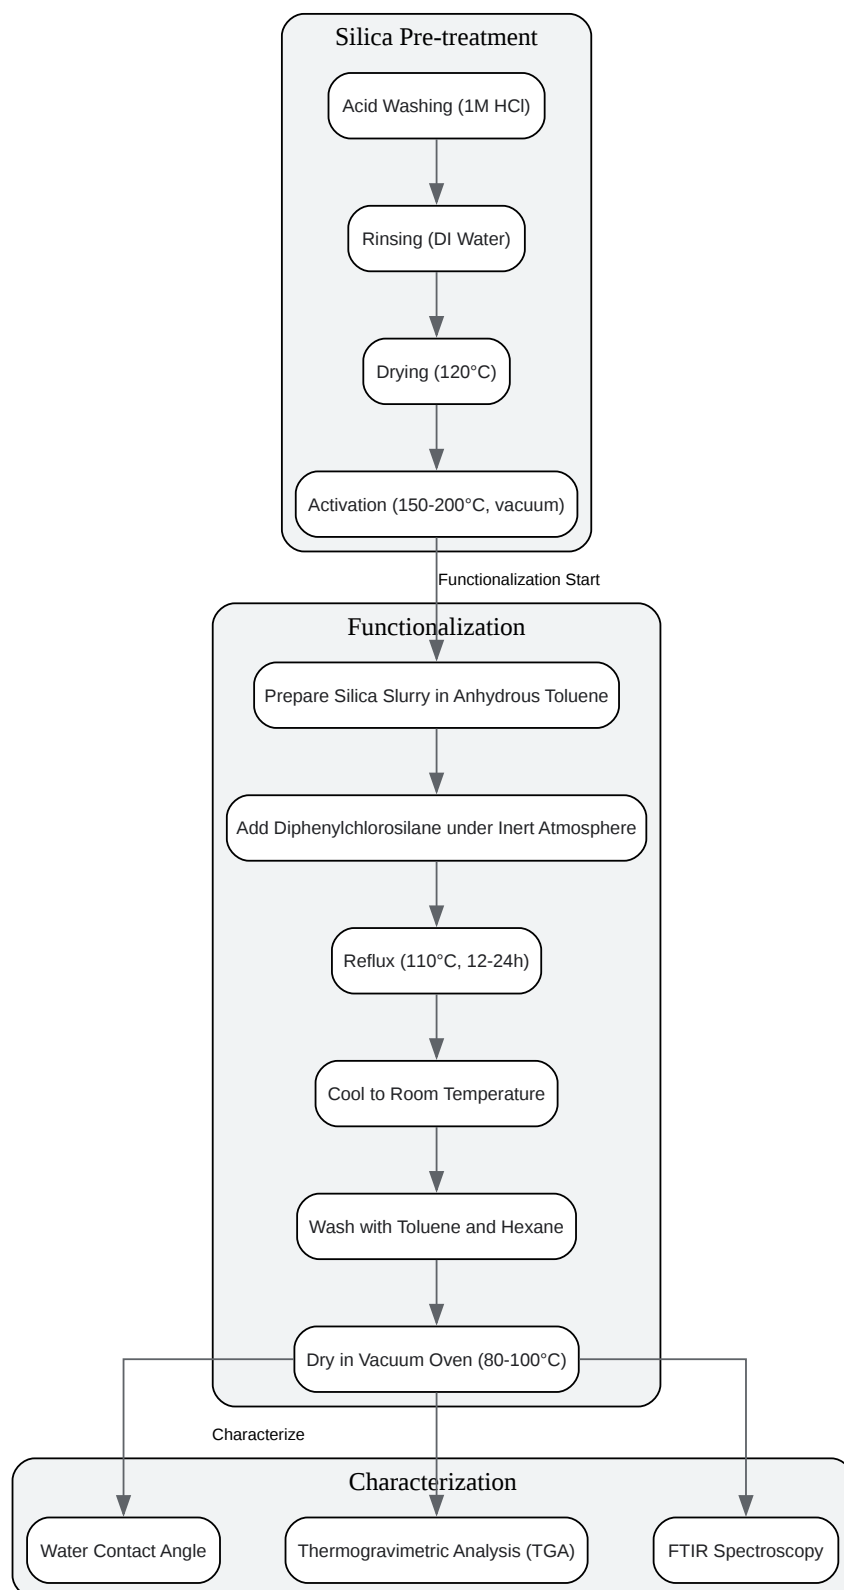 Silica Pre-treatment
Acid Washing (1M HCl)
Rinsing (DI Water)
Drying (120°C)
Activation (150-200°C, vacuum)
Functionalization Start
Functionalization
Prepare Silica Slurry in Anhydrous Toluene
Add Diphenylchlorosilane under Inert Atmosphere
Reflux (110°C, 12-24h)
Cool to Room Temperature
Wash with Toluene and Hexane
Dry in Vacuum Oven (80-100°C)
Characterize
Characterization
Water Contact Angle
Thermogravimetric Analysis (TGA)
FTIR Spectroscopy